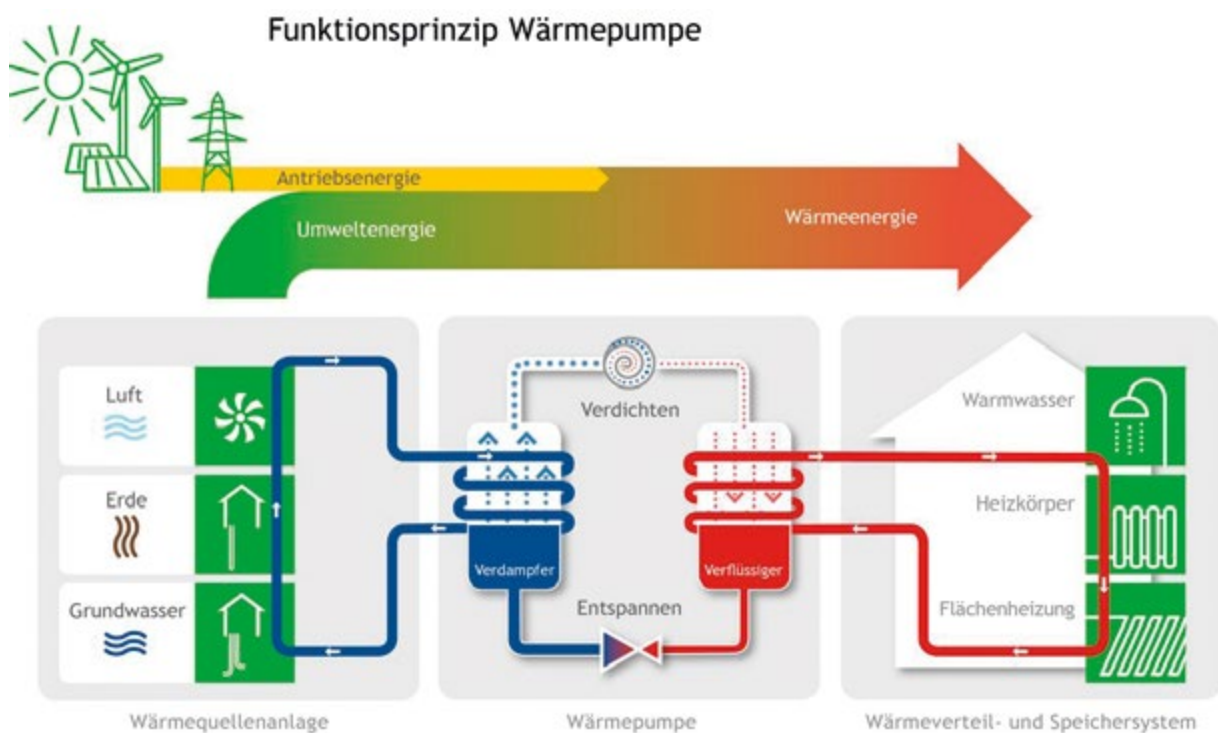 Funktionsprinzip Wärmepumpe
Antriebsenergie
Umweltenergie
Wärmeenergie
Luft
Erde
Grundwasser
Verdichten
Verdampfer
Verflüssiger
Entspannen
Warmwasser
Heizkörper
Flächenheizung
Wärmequellenanlage
Wärmepumpe
Wärmeverteil- und Speichersystem